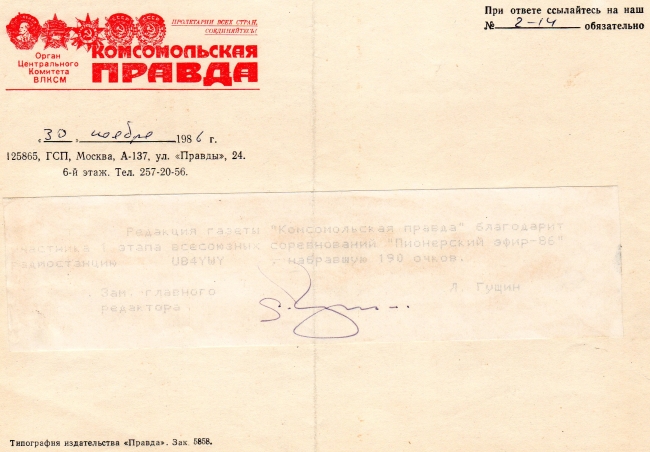 ПРОЛЕТАРИИ ВСЕХ СТРАН,
СОЕДИНЯЙТЕСЬ!
Орган
Центрального
Комитета
ВЛКСМ
КОМСОМОЛЬСКАЯ
ПРАВДА
При ответе ссылайтесь на наш
№ 2-14 обязательно
«30» ноября 1986 г.
125865, ГСП, Москва, А-137, ул. «Правды», 24.
6-й этаж. Тел. 257-20-56.
Редакция газеты "Комсомольская правда" благодарит
участника 1 этапа всесоюзник соревновании "Пионерский эфир-86"
радиостанцию UB4YWY , набравшую 190 очков.
Зам. главного Л. Гущин
редактора
Типография издательства «Правда». Зак. 5858.